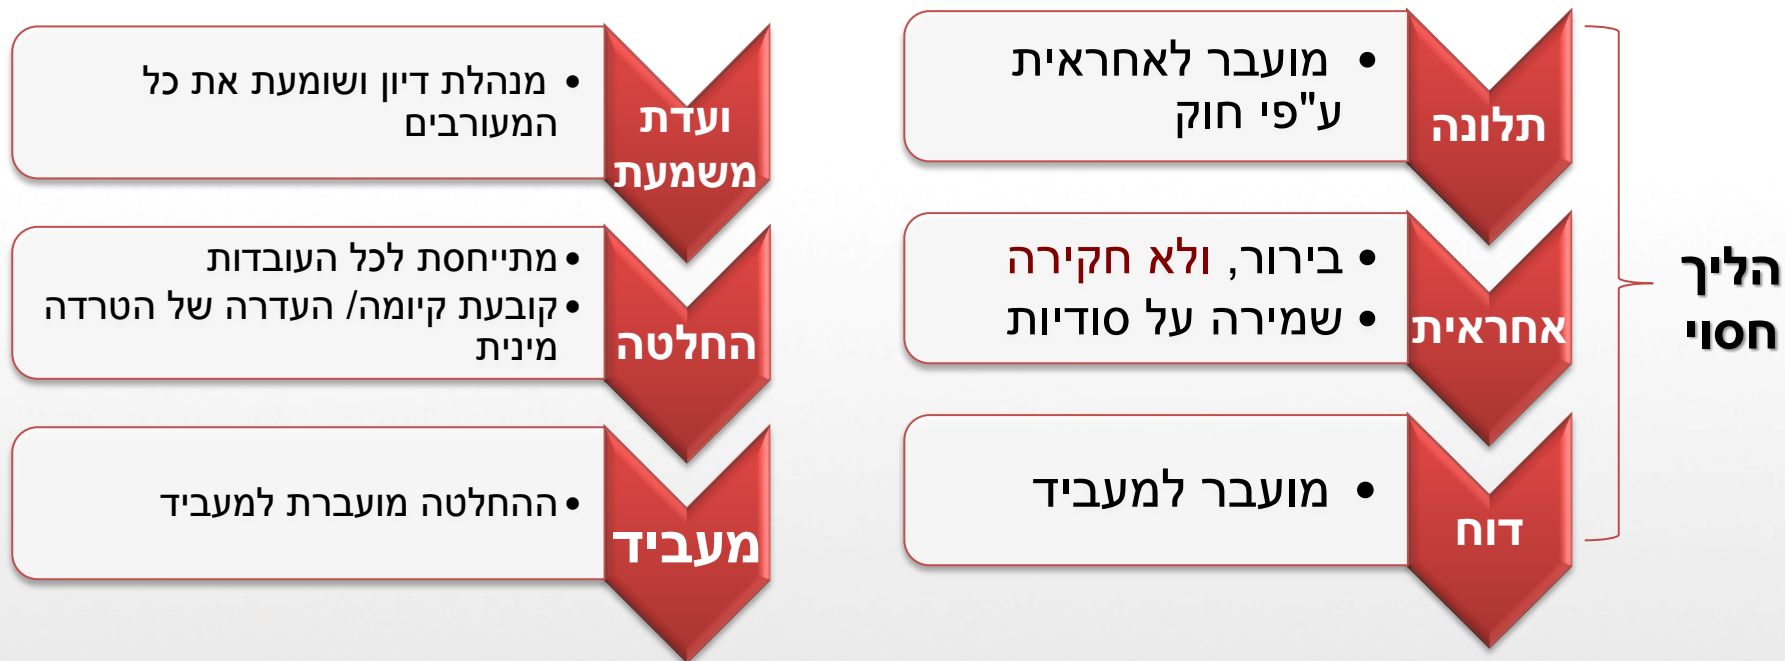 הליך
חסוי
תלונה
• מועבר לאחראית
ע"פי חוק
אחראית
• בירור, ולא חקירה
• שמירה על סודיות
דוח
• מועבר למעביד
ועדת
משמעת
• מנהלת דיון ושומעת את כל
המעורבים
החלטה
• מתייחסת לכל העובדות
• קובעת קיומה/ העדרה של הטרדה
מינית
מעביד
• ההחלטה מועברת למעביד